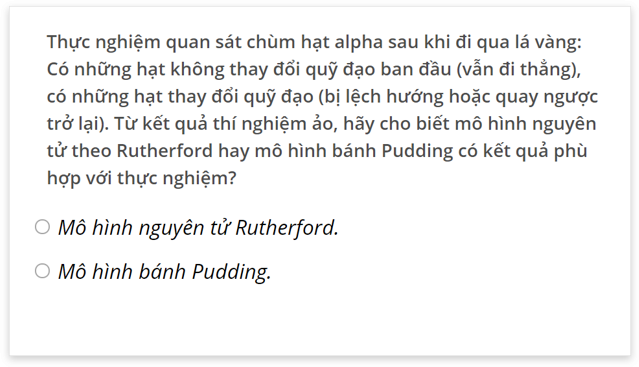 Thực nghiệm quan sát chùm hạt alpha sau khi đi qua lá vàng:
Có những hạt không thay đổi quỹ đạo ban đầu (vẫn đi thẳng),
có những hạt thay đổi quỹ đạo (bị lệch hướng hoặc quay ngược
trở lại). Từ kết quả thí nghiệm ảo, hãy cho biết mô hình nguyên
tử theo Rutherford hay mô hình bánh Pudding có kết quả phù
hợp với thực nghiệm?
Mô hình nguyên tử Rutherford.
Mô hình bánh Pudding.